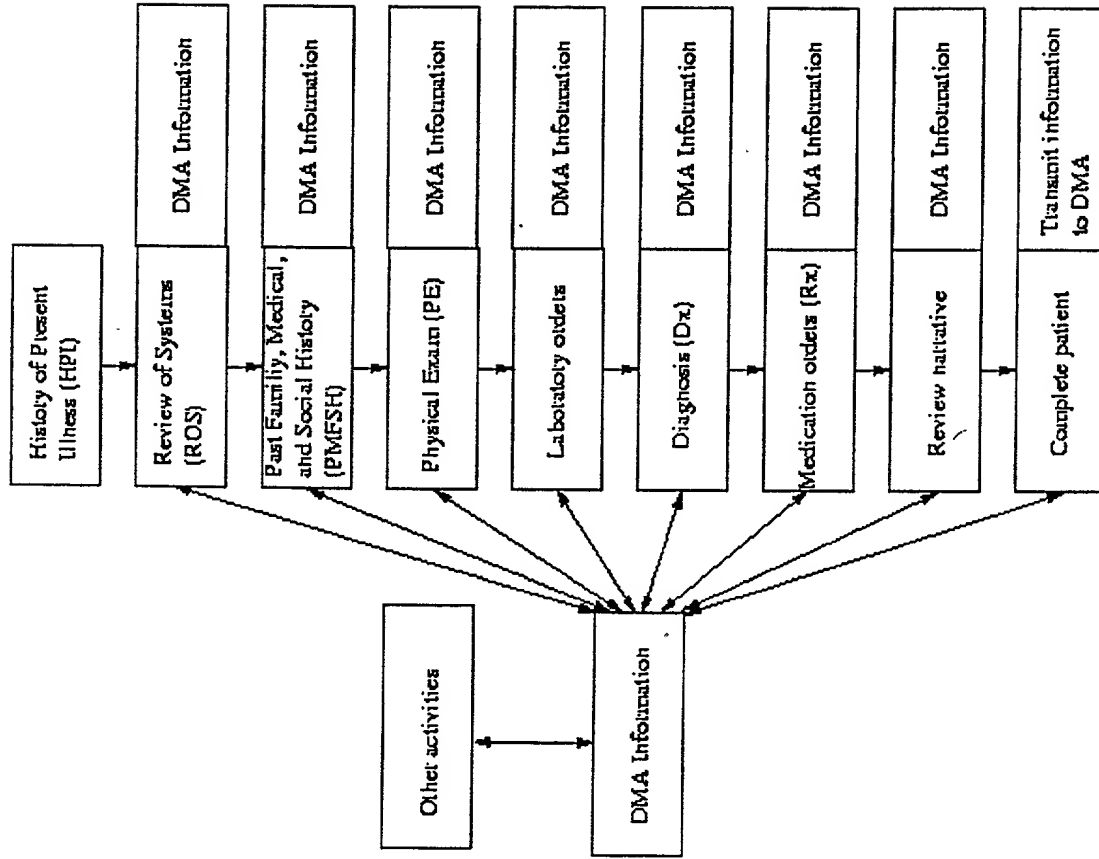 History of Present
Illness (HPI)
Review of Systems
(ROS)
DMA Information
Past Family, Medical,
and Social History
(PMFSH)
DMA Information
Physical Exam (PE)
DMA Information
Laboratory orders
DMA Information
Diagnosis (Dx)
DMA Information
Medication orders (Rx)
DMA Information
Review narrative
DMA Information
Complete patient
Transmit information
to DMA
Other activities
DMA Information